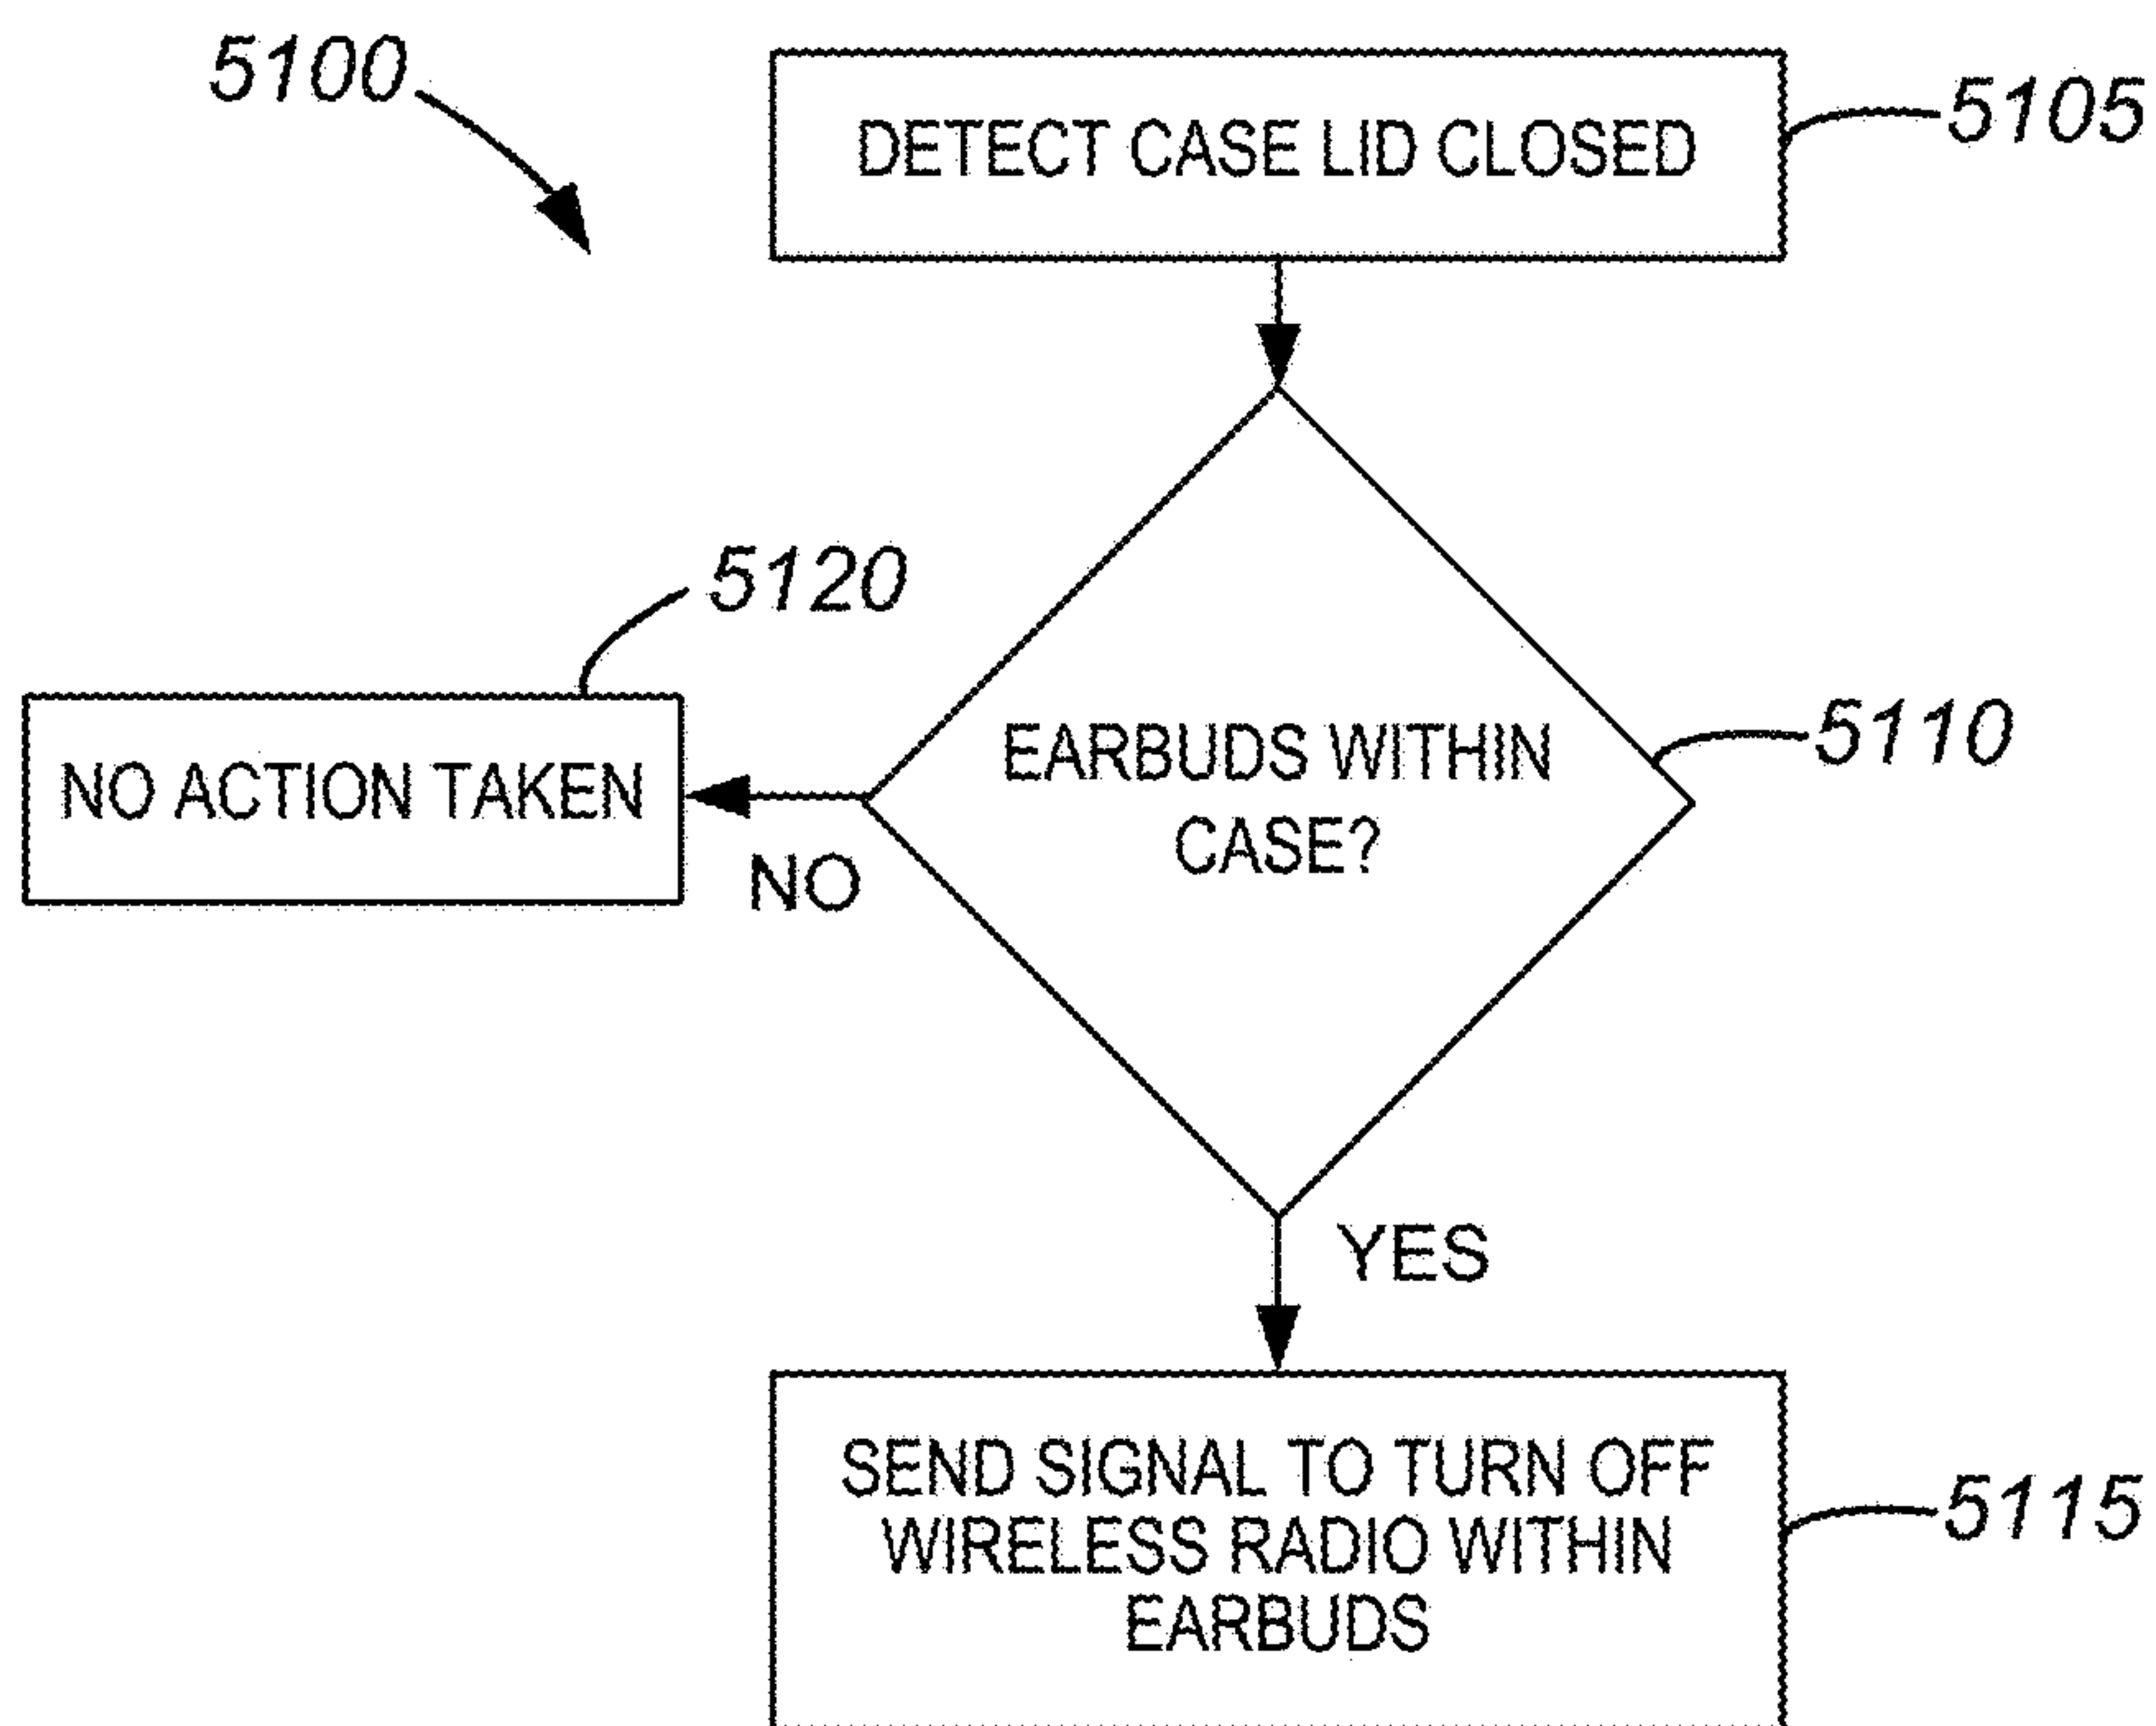 5100
DETECT CASE LID CLOSED
5105
5120
EARBUDS WITHIN
CASE?
5110
NO ACTION TAKEN
NO
YES
SEND SIGNAL TO TURN OFF
WIRELESS RADIO WITHIN
EARBUDS
5115